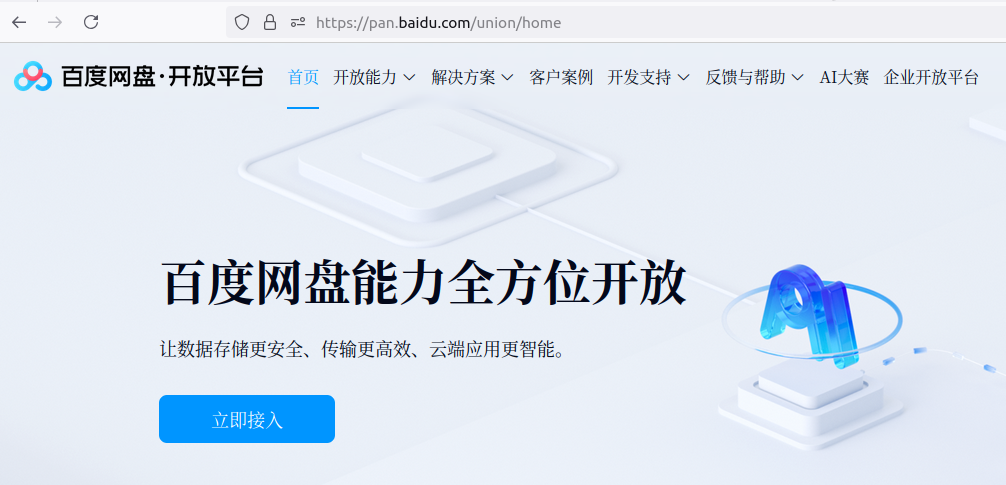 https://pan.baidu.com/union/home
百度网盘·开放平台 首页 开放能力 解决方案 客户案例 开发支持 反馈与帮助 AI大赛 企业开放平台
百度网盘能力全方位开放
让数据存储更安全、传输更高效、云端应用更智能。
立即接入